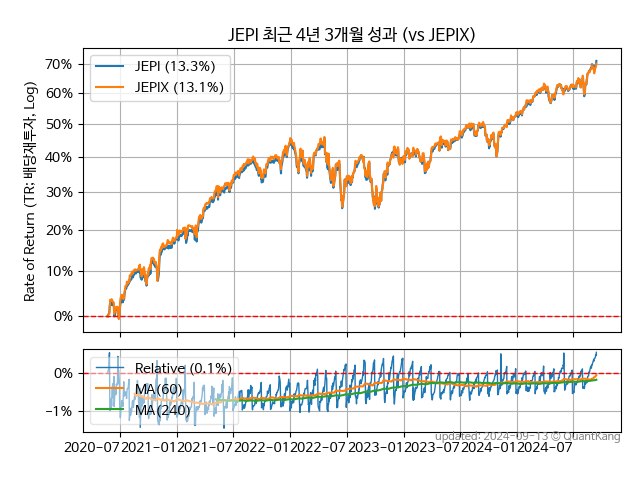 JEPI 최근 4년 3개월 성과 (vs JEPIX)
Rate of Return (TR: 배당재투자, Log)
70%
60%
50%
40%
30%
20%
10%
0%
JEPI (13.3%)
JEPIX (13.1%)
0%
-1%
Relative (0.1%)
MA(60)
MA(240)
2020-07
2021-01
2021-07
2022-01
2022-07
2023-01
2023-07
2024-01
2024-07
updated: 2024-09-13 © QuantKang